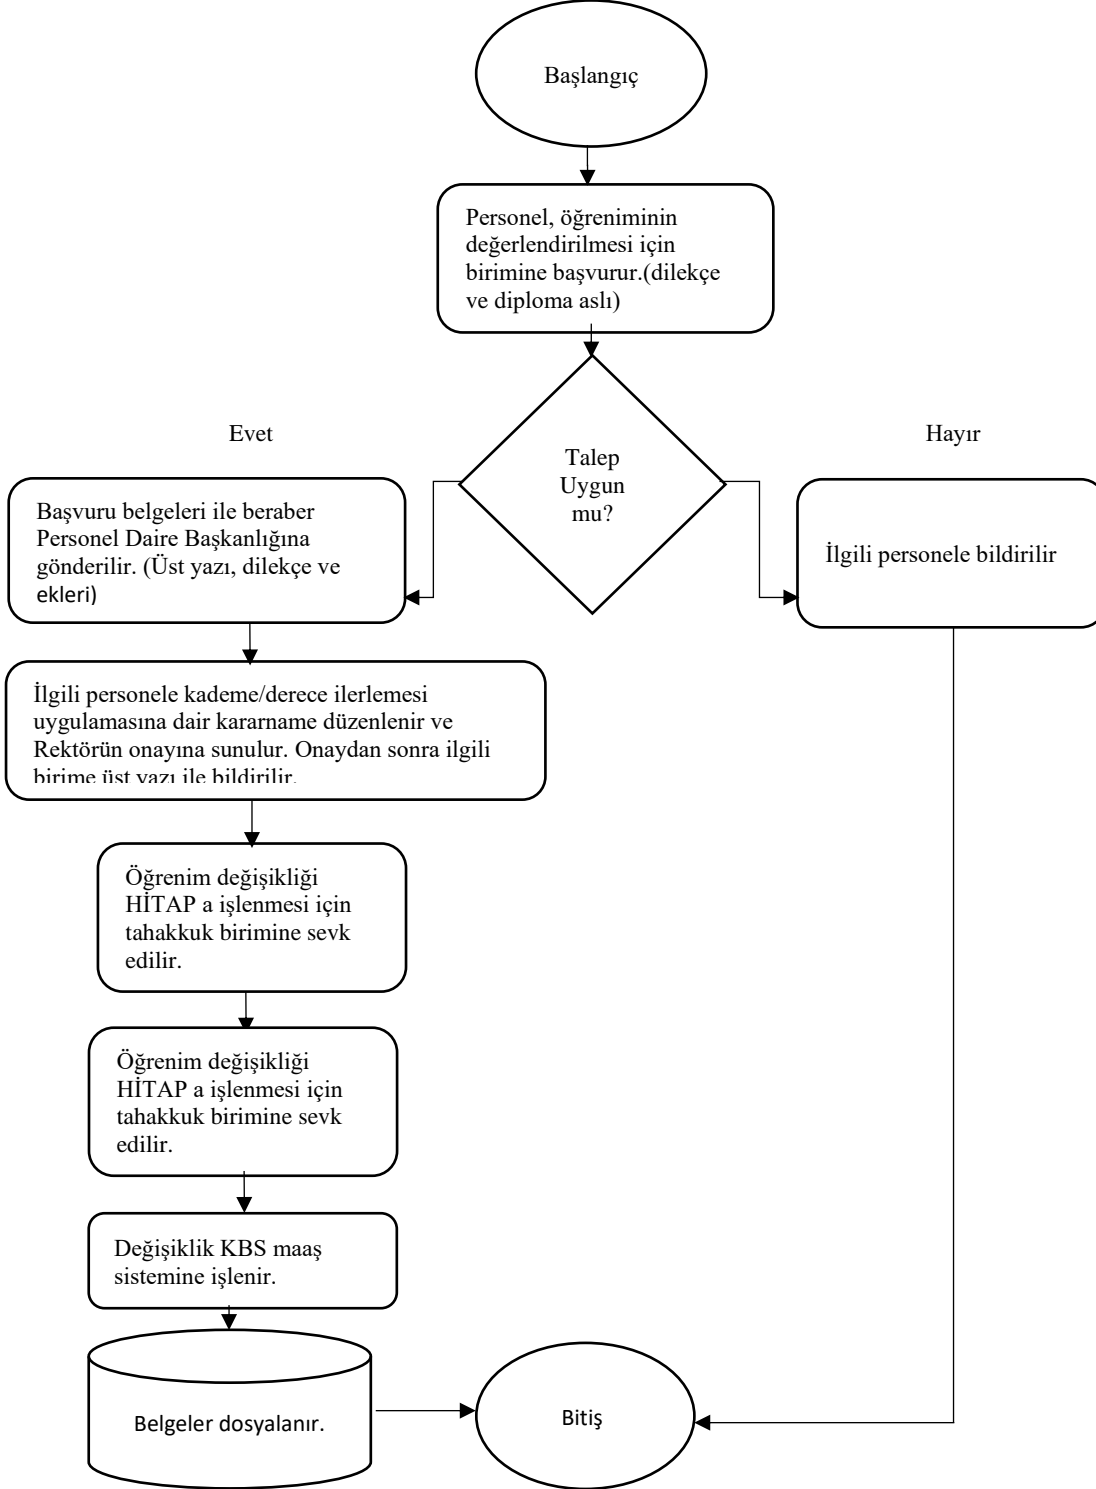 Başlangıç
Personel, öğreniminin
değerlendirilmesi için
birimine başvurur.(dilekçe
ve diploma aslı)
Evet
Hayır
Talep
Uygun
mu?
Başvuru belgeleri ile beraber
Personel Daire Başkanlığına
gönderilir. (Üst yazı, dilekçe ve
ekleri)
İlgili personele bildirilir
İlgili personele kademe/derece ilerlemesi
uygulamasına dair kararname düzenlenir ve
Rektörün onayına sunulur. Onaydan sonra ilgili
birime üst yazı ile bildirilir.
Öğrenim değişikliği
HİTAP a işlenmesi için
tahakkuk birimine sevk
edilir.
Öğrenim değişikliği
HİTAP a işlenmesi için
tahakkuk birimine sevk
edilir.
Değişiklik KBS maaş
sistemine işlenir.
Belgeler dosyalanır.
Bitiş